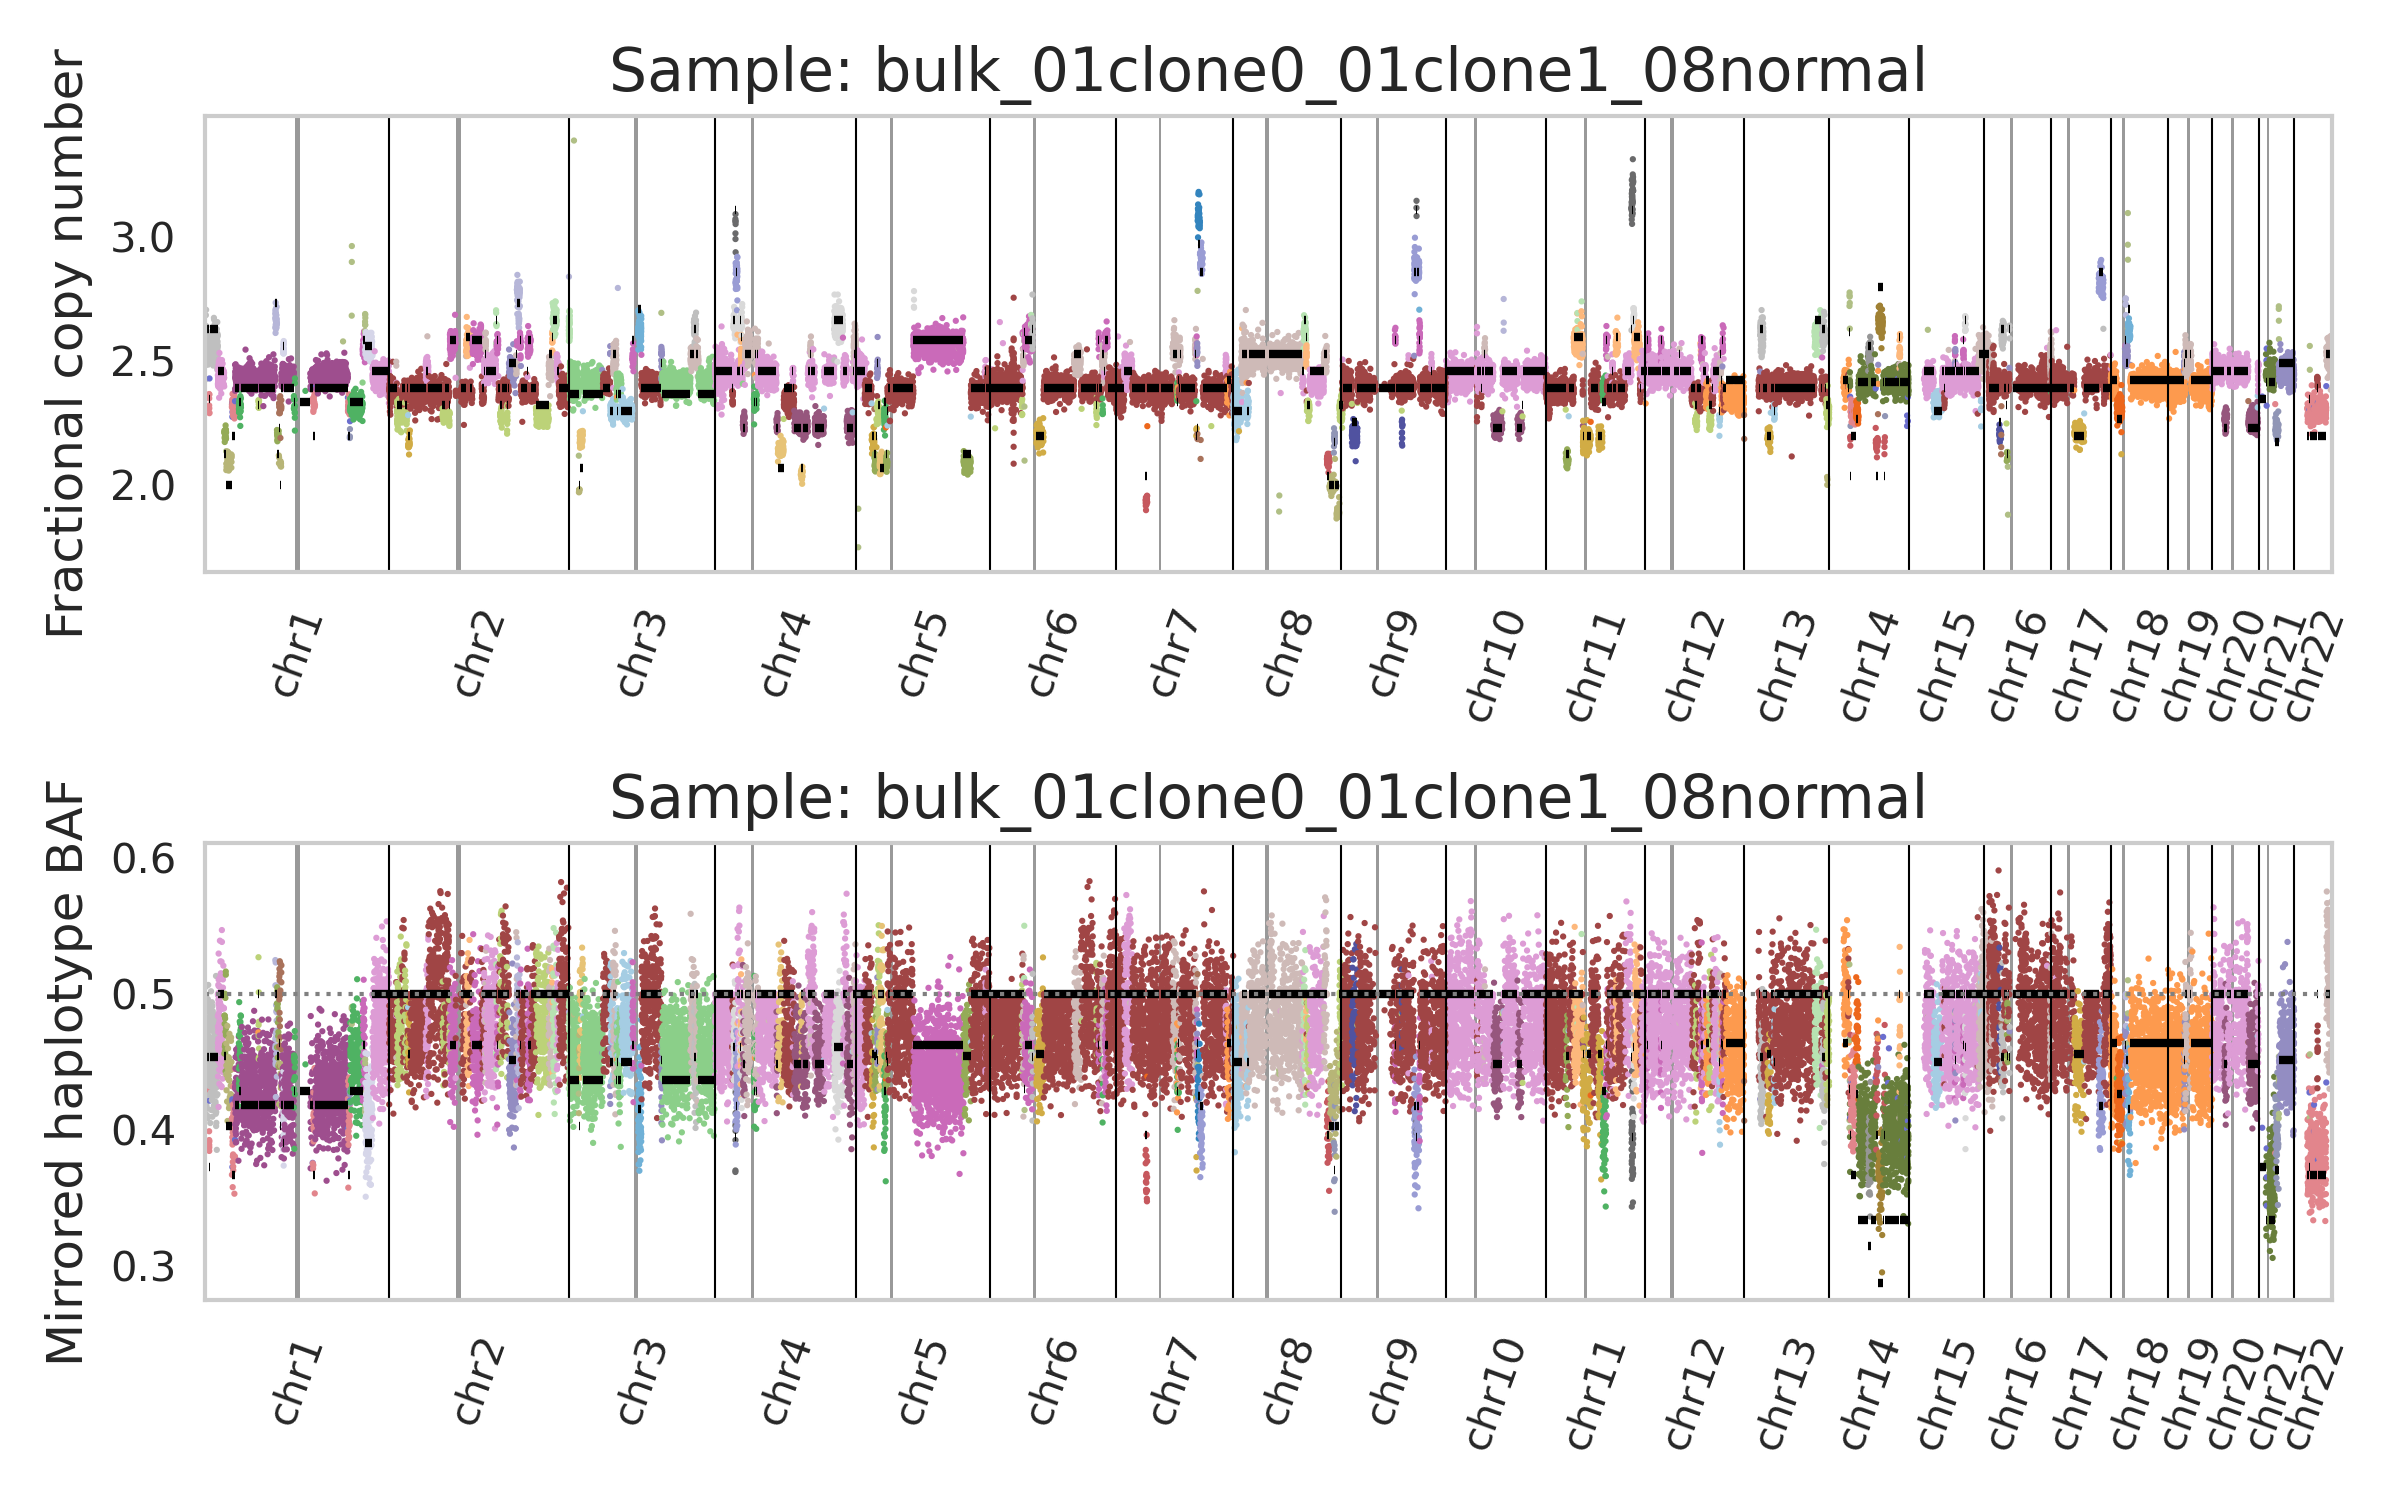 Sample: bulk_01clone0_01clone1_08normal
Fractional copy number
3.0
2.5
2.0
chr1 chr2 chr3 chr4 chr5 chr6 chr7 chr8 chr9 chr10 chr11 chr12 chr13 chr14 chr15 chr16 chr17 chr18 chr19 chr20 chr21 chr22
Sample: bulk_01clone0_01clone1_08normal
Mirrored haplotype BAF
0.6
0.5
0.4
0.3
chr1 chr2 chr3 chr4 chr5 chr6 chr7 chr8 chr9 chr10 chr11 chr12 chr13 chr14 chr15 chr16 chr17 chr18 chr19 chr20 chr21 chr22